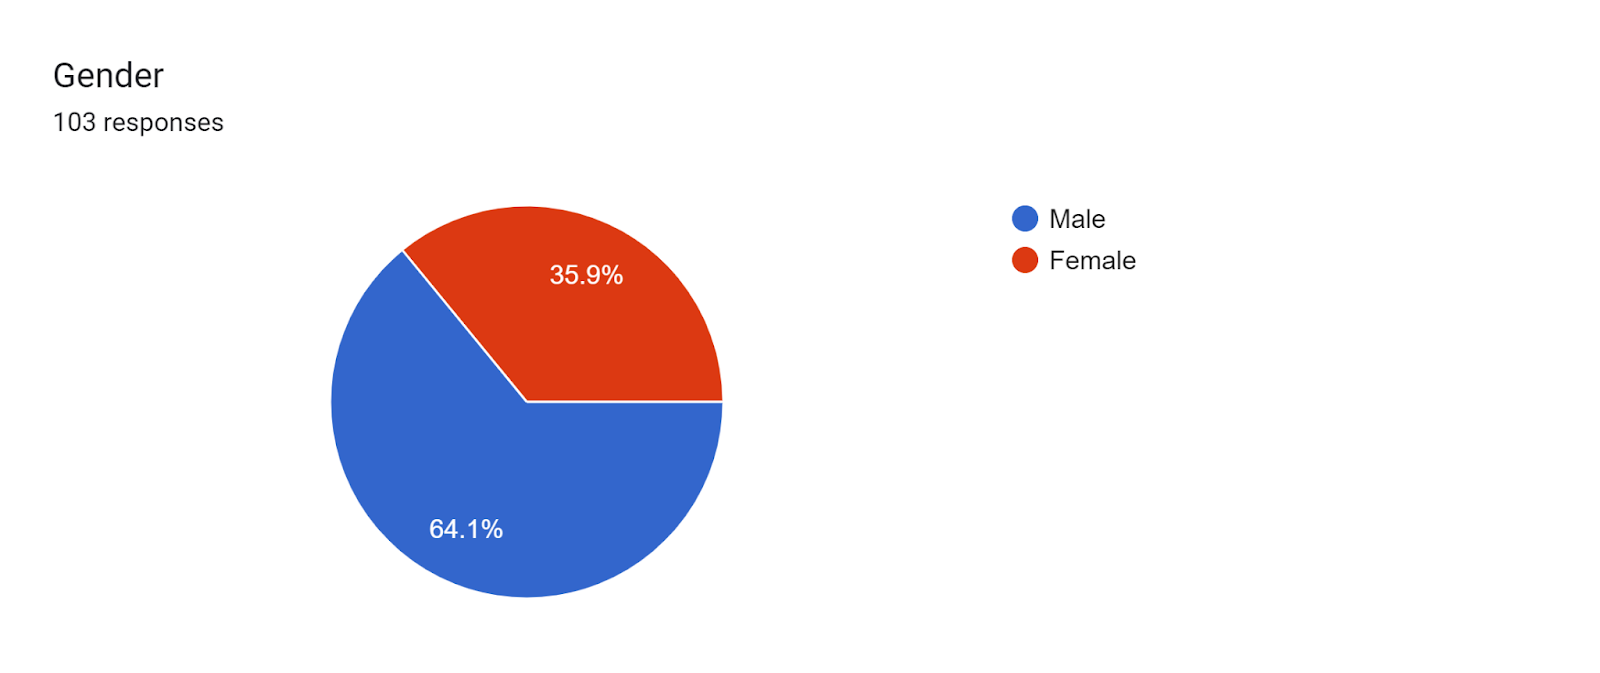 Gender
103 responses
Male
Female
35.9%
64.1%